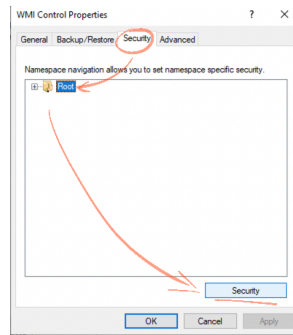 WMI Control Properties ? ×
General Backup/Restore Security Advanced
Namespace navigation allows you to set namespace specific security.
Root
Security
OK Cancel Apply